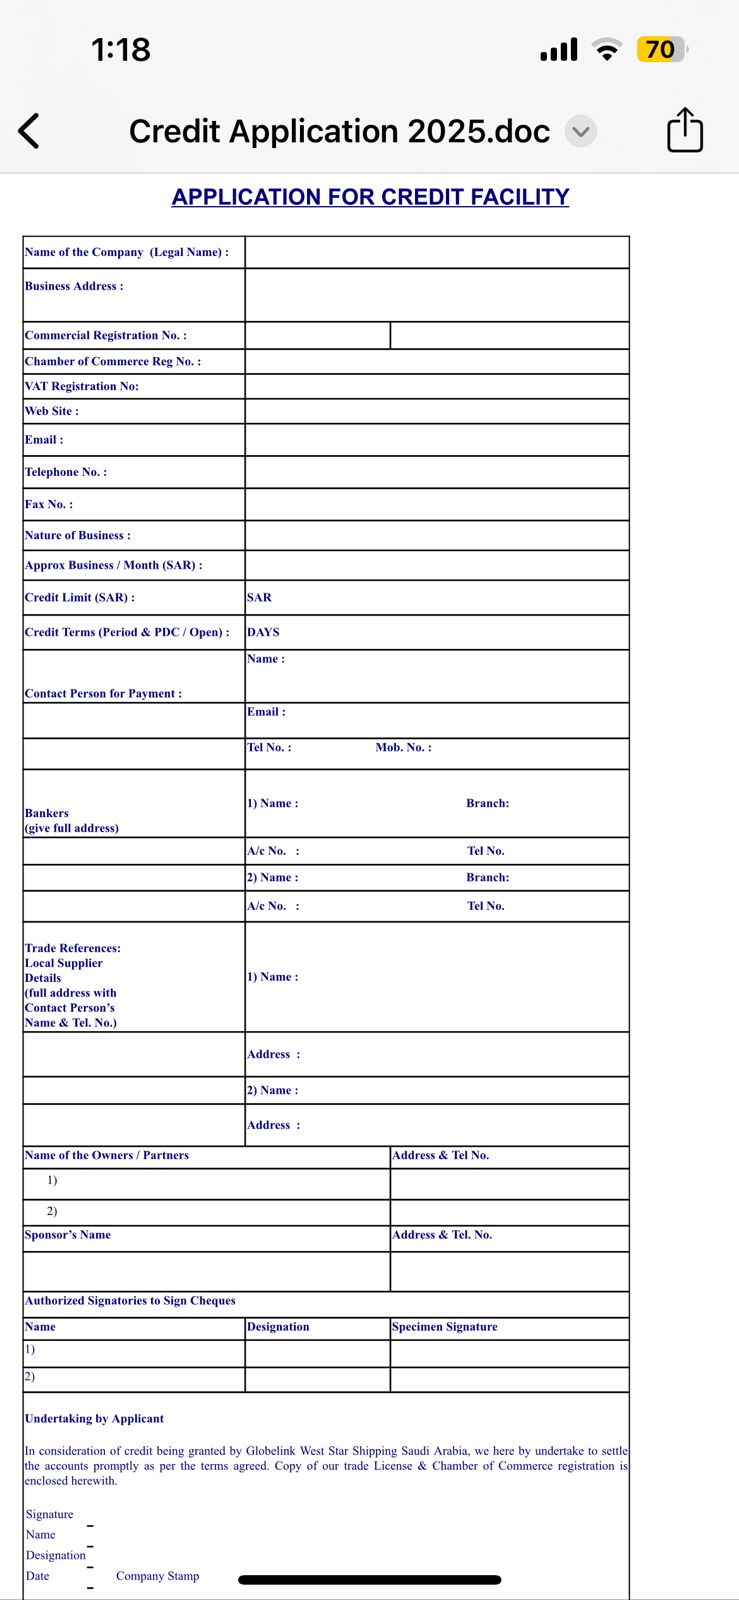 1:18
70
Credit Application 2025.doc
APPLICATION FOR CREDIT FACILITY
Name of the Company (Legal Name) :
Business Address :
Commercial Registration No. :
Chamber of Commerce Reg No. :
VAT Registration No:
Web Site :
Email :
Telephone No. :
Fax No. :
Nature of Business :
Approx Business / Month (SAR) :
Credit Limit (SAR) : SAR
Credit Terms (Period & PDC / Open) : DAYS
Name :
Contact Person for Payment :
Email :
Tel No. : Mob. No. :
1) Name : Branch:
Bankers
(give full address)
A/c No. : Tel No.
2) Name : Branch:
A/c No. : Tel No.
Trade References:
Local Supplier
Details
(full address with
Contact Person's
Name & Tel. No.)
1) Name :
Address :
2) Name :
Address :
Name of the Owners / Partners Address & Tel No.
1)
2)
Sponsor's Name Address & Tel. No.
Authorized Signatories to Sign Cheques
Name Designation Specimen Signature
1)
2)
Undertaking by Applicant
In consideration of credit being granted by Globelink West Star Shipping Saudi Arabia, we here by undertake to settle
the accounts promptly as per the terms agreed. Copy of our trade License & Chamber of Commerce registration is
enclosed herewith.
Signature
Name
Designation
Date Company Stamp